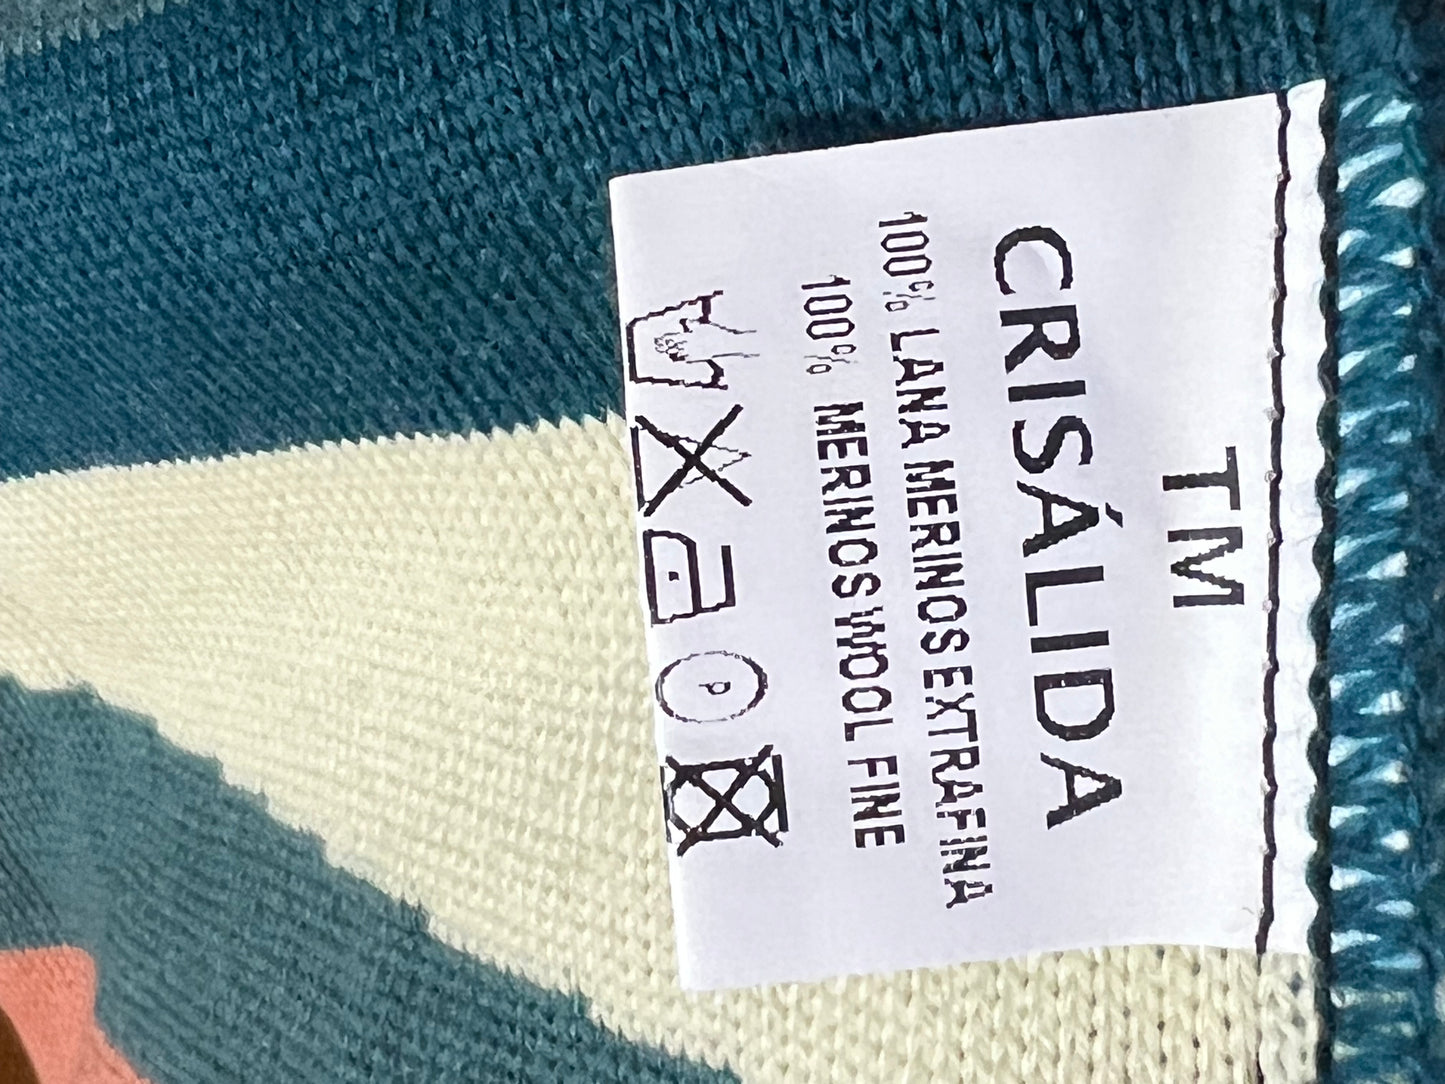 TM
CRISÁLIDA
100% LANA MERINOS EXTRAFINA
100% MERINOS WOOL FINE
P